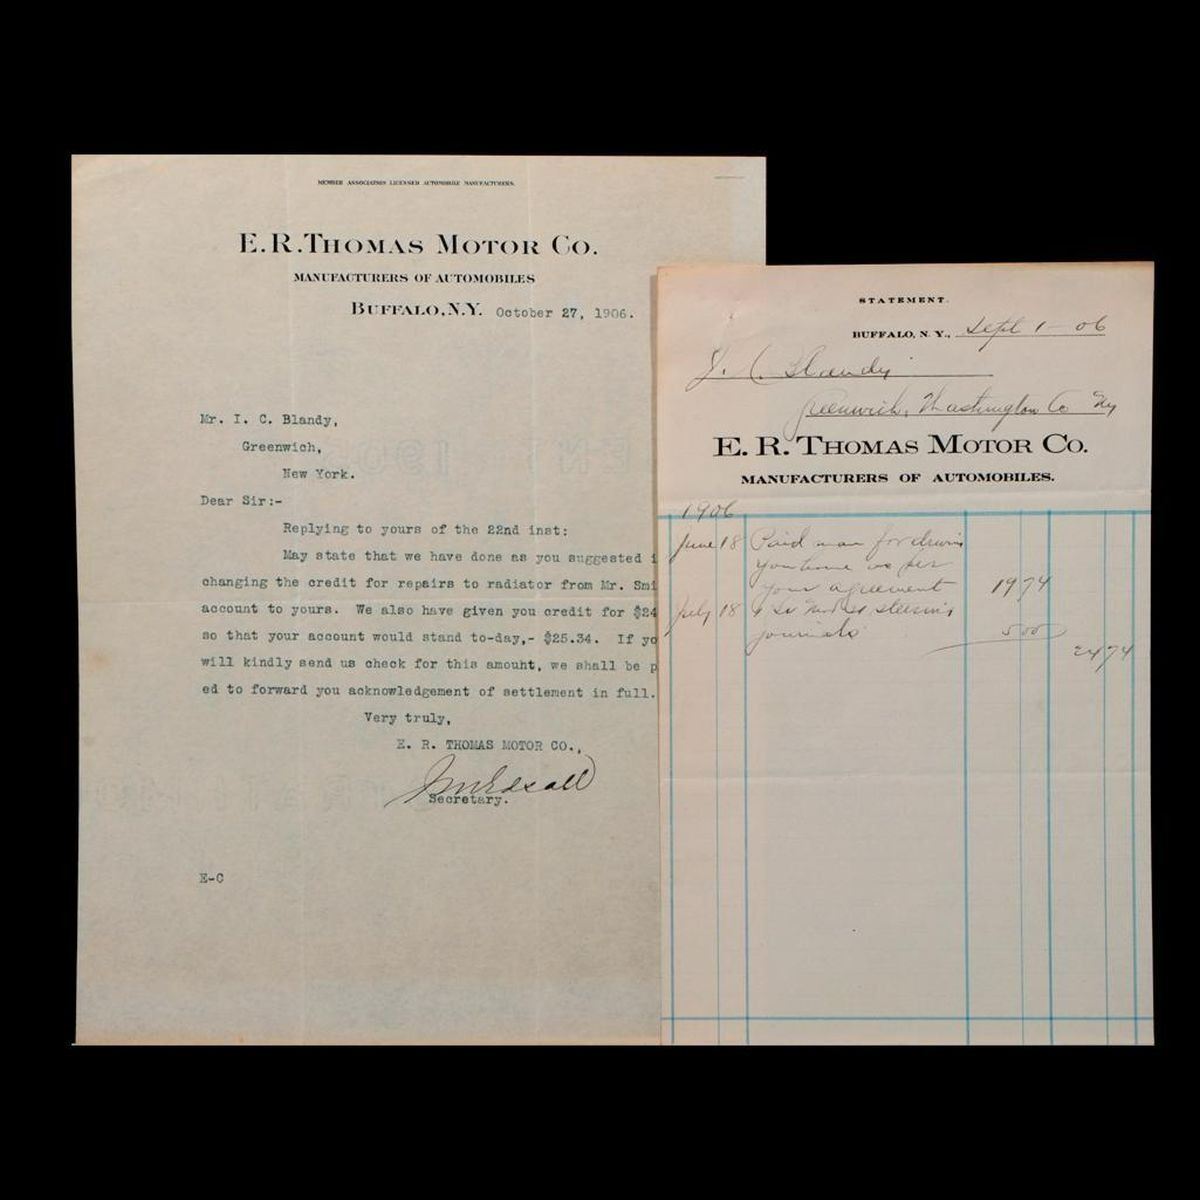 MEMBER ASSOCIATION LICENSED AUTOMOBILE MANUFACTURERS.
E.R. THOMAS MOTOR CO.
MANUFACTURERS OF AUTOMOBILES
BUFFALO, N.Y. October 27, 1906.
Mr. I. C. Blandy,
Greenwich,
New York.
Dear Sir:-
Replying to yours of the 22nd inst:
May state that we have done as you suggested i
changing the credit for repairs to radiator from Mr. Smi
account to yours. We also have given you credit for $24
so that your account would stand to-day,- $25.34. If yo
will kindly send us check for this amount, we shall be p
ed to forward you acknowledgement of settlement in full.
Very truly,
E. R. THOMAS MOTOR CO.,
Secretary.
E-C
STATEMENT.
BUFFALO, N. Y., Sept 1-06
I. C. Blandy
Greenwich, Washington Co Ny
E. R. THOMAS MOTOR CO.
MANUFACTURERS OF AUTOMOBILES.
1906
June 18 Paid man for driving
you home as per
your agreement 1974
July 18 steering
journals 500
2474